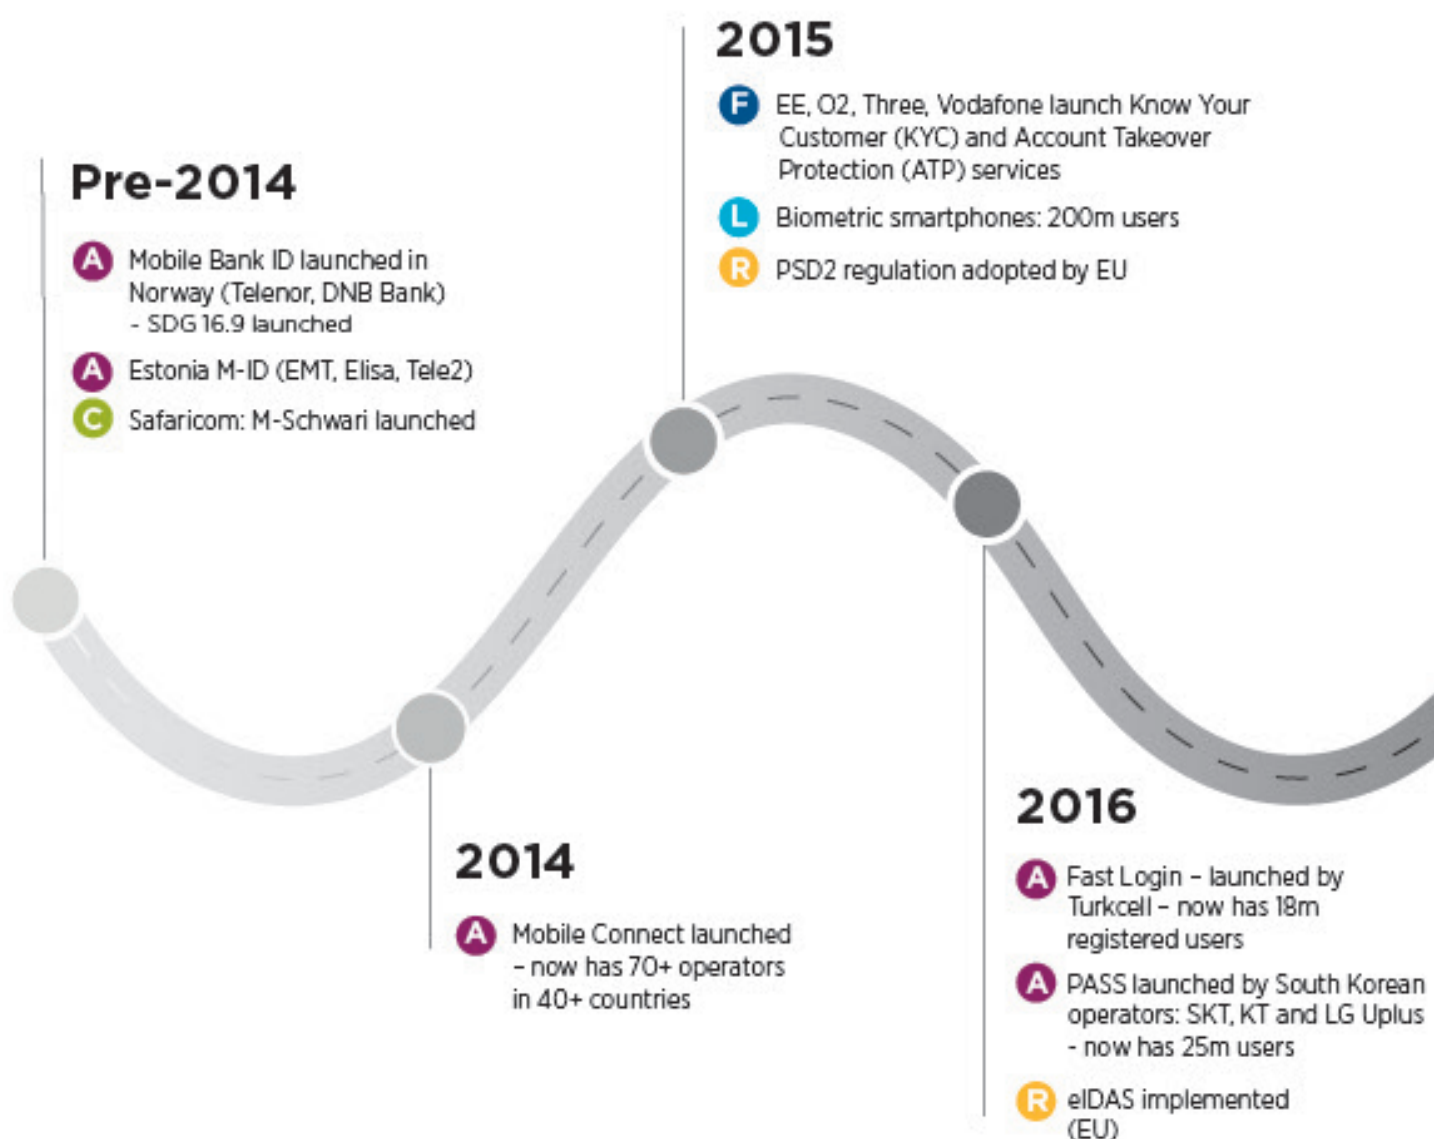 Pre-2014
A Mobile Bank ID launched in
Norway (Telenor, DNB Bank)
- SDG 16.9 launched
A Estonia M-ID (EMT, Elisa, Tele2)
C Safaricom: M-Schwari launched
2014
A Mobile Connect launched
– now has 70+ operators
in 40+ countries
2015
F EE, O2, Three, Vodafone launch Know Your
Customer (KYC) and Account Takeover
Protection (ATP) services
L Biometric smartphones: 200m users
R PSD2 regulation adopted by EU
2016
A Fast Login – launched by
Turkcell – now has 18m
registered users
A PASS launched by South Korean
operators: SKT, KT and LG Uplus
- now has 25m users
R eIDAS implemented
(EU)